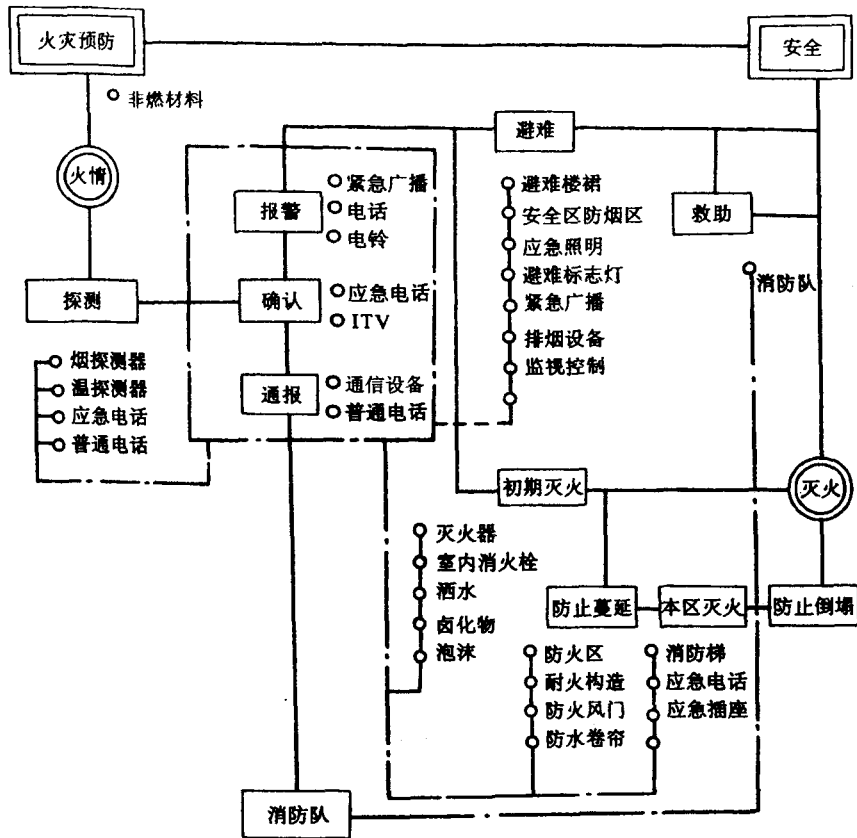 火灾预防
安全
非燃材料
避难
火情
紧急广播
报警
电话
电铃
避难楼裙
安全区防烟区
应急照明
避难标志灯
紧急广播
排烟设备
监视控制
救助
消防队
探测
确认
应急电话
ITV
烟探测器
温探测器
应急电话
普通电话
通报
通信设备
普通电话
初期灭火
灭火
灭火器
室内消火栓
洒水
卤化物
泡沫
防止蔓延
本区灭火
防止倒塌
防火区
耐火构造
防火风门
防水卷帘
消防梯
应急电话
应急插座
消防队